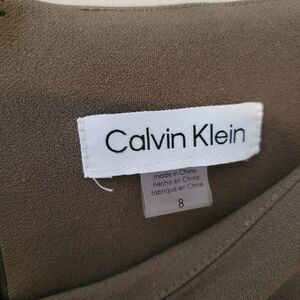 Calvin Klein
made in China
hecho en China
fabriqué en Chine
8